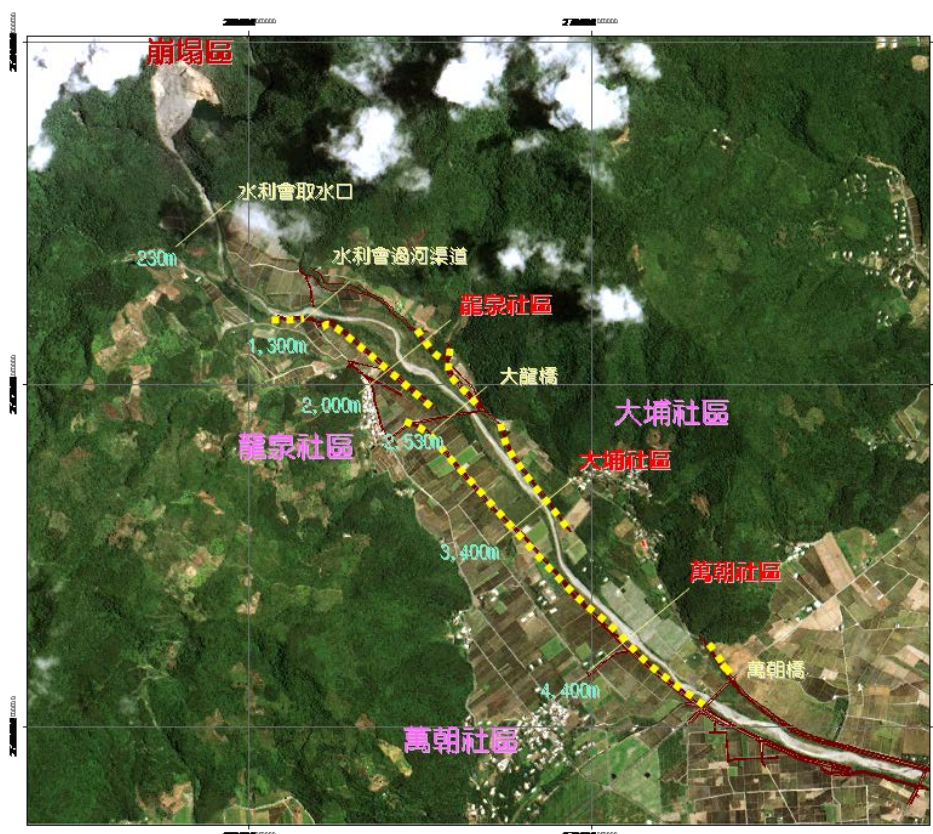 崩塌區
水利會取水口
水利會過河渠道
230m
龍泉社區
1,300m
大龍橋
2,000m
大埔社區
龍泉社區
2,530m
大埔社區
3,400m
萬朝社區
萬朝橋
4,400m
萬朝社區